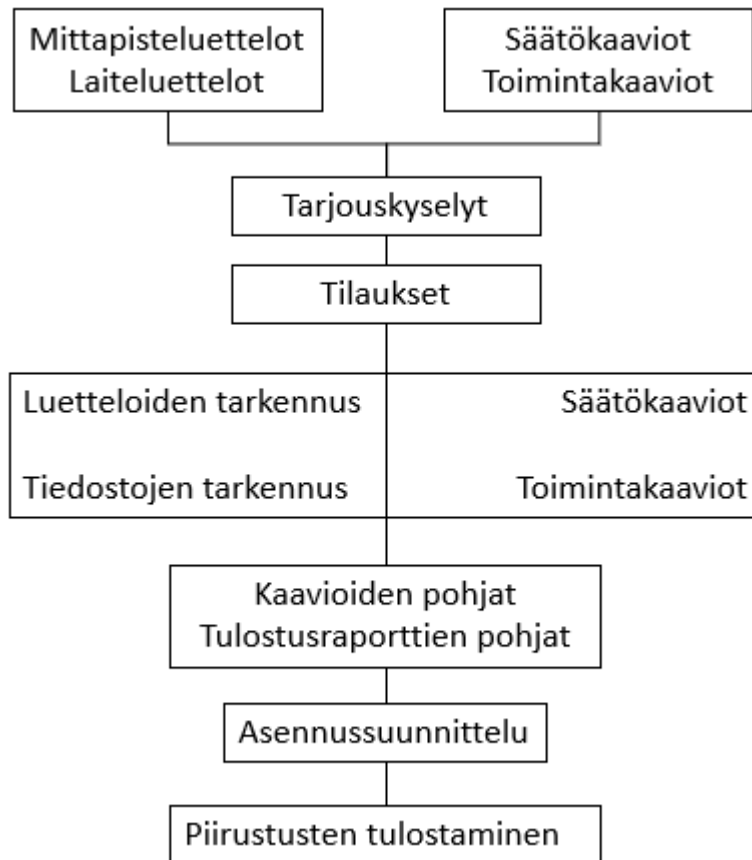 Mittapisteluettelot
Laiteluettelot
Säätökaaviot
Toimintakaaviot
Tarjouskyselyt
Tilaukset
Luetteloiden tarkennus
Säätökaaviot
Tiedostojen tarkennus
Toimintakaaviot
Kaavioiden pohjat
Tulostusraporttien pohjat
Asennussuunnittelu
Piirustusten tulostaminen